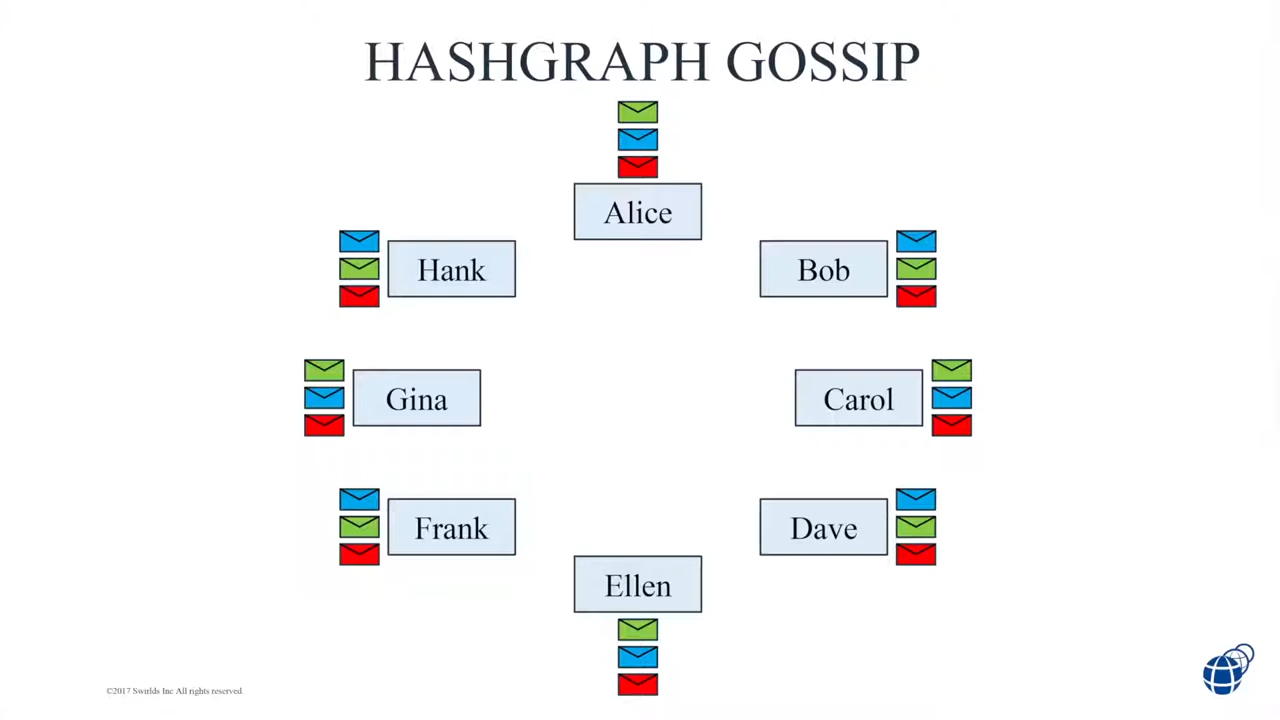 HASHGRAPH GOSSIP
Alice
Hank
Bob
Gina
Carol
Frank
Dave
Ellen
©2017 Swirlds Inc All rights reserved.